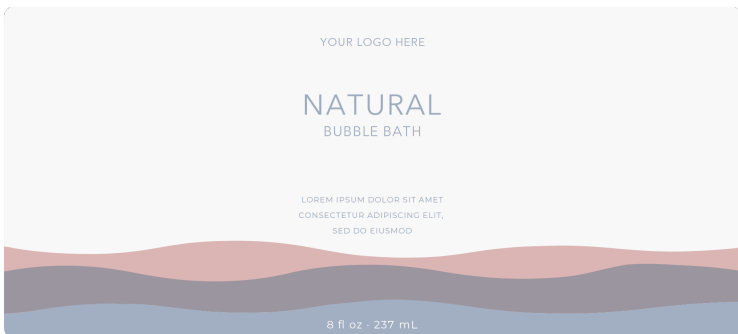 YOUR LOGO HERE
NATURAL
BUBBLE BATH
LOREM IPSUM DOLOR SIT AMET
CONSECTETUR ADIPISCING ELIT,
SED DO EIUSMOD
8 fl oz · 237 mL